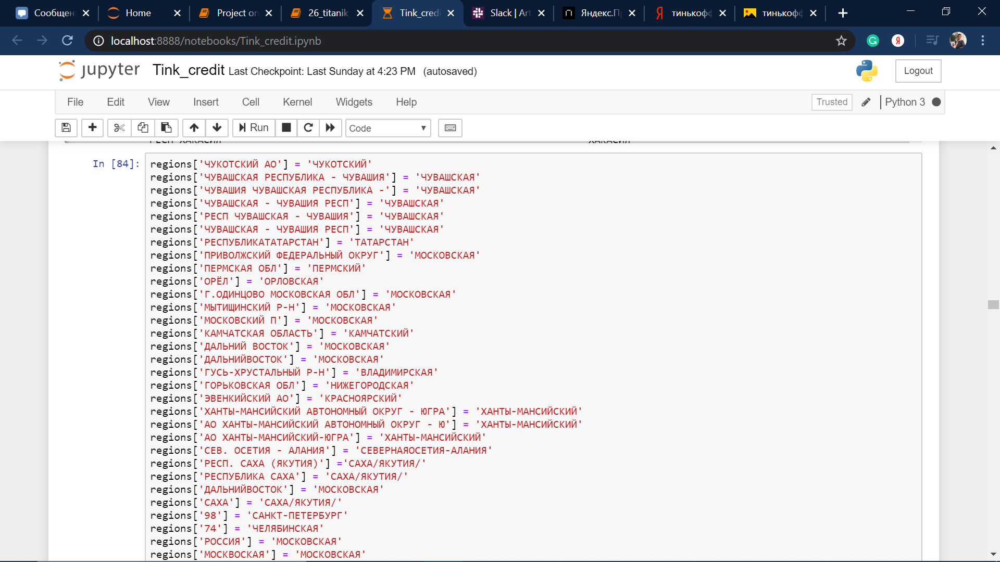 Сообщен
Home
Project on
26_titanik
Tink_credi
Slack | Art
Яндекс.П
тинькофф
тинькофф
localhost:8888/notebooks/Tink_credit.ipynb
jupyter
Tink_credit Last Checkpoint: Last Sunday at 4:23 PM (autosaved)
Logout
File Edit View Insert Cell Kernel Widgets Help
Trusted
Python 3
Run
Code
In [84]:
regions['ЧУКОТСКИЙ АО'] = 'ЧУКОТСКИЙ'
regions['ЧУВАШСКАЯ РЕСПУБЛИКА - ЧУВАШИЯ'] = 'ЧУВАШСКАЯ'
regions['ЧУВАШИЯ ЧУВАШСКАЯ РЕСПУБЛИКА -'] = 'ЧУВАШСКАЯ'
regions['ЧУВАШСКАЯ - ЧУВАШИЯ РЕСП'] = 'ЧУВАШСКАЯ'
regions['РЕСП ЧУВАШСКАЯ - ЧУВАШИЯ'] = 'ЧУВАШСКАЯ'
regions['ЧУВАШСКАЯ - ЧУВАШИЯ РЕСП'] = 'ЧУВАШСКАЯ'
regions['РЕСПУБЛИКАТАТАРСТАН'] = 'ТАТАРСТАН'
regions['ПРИВОЛЖСКИЙ ФЕДЕРАЛЬНЫЙ ОКРУГ'] = 'МОСКОВСКАЯ'
regions['ПЕРМСКАЯ ОБЛ'] = 'ПЕРМСКИЙ'
regions['ОРЁЛ'] = 'ОРЛОВСКАЯ'
regions['Г.ОДИНЦОВО МОСКОВСКАЯ ОБЛ'] = 'МОСКОВСКАЯ'
regions['МЫТИЩИНСКИЙ Р-Н'] = 'МОСКОВСКАЯ'
regions['МОСКОВСКИЙ П'] = 'МОСКОВСКАЯ'
regions['КАМЧАТСКАЯ ОБЛАСТЬ'] = 'КАМЧАТСКИЙ'
regions['ДАЛЬНИЙ ВОСТОК'] = 'МОСКОВСКАЯ'
regions['ДАЛЬНИЙВОСТОК'] = 'МОСКОВСКАЯ'
regions['ГУСЬ-ХРУСТАЛЬНЫЙ Р-Н'] = 'ВЛАДИМИРСКАЯ'
regions['ГОРЬКОВСКАЯ ОБЛ'] = 'НИЖЕГОРОДСКАЯ'
regions['ЭВЕНКИЙСКИЙ АО'] = 'КРАСНОЯРСКИЙ'
regions['ХАНТЫ-МАНСИЙСКИЙ АВТОНОМНЫЙ ОКРУГ - ЮГРА'] = 'ХАНТЫ-МАНСИЙСКИЙ'
regions['АО ХАНТЫ-МАНСИЙСКИЙ АВТОНОМНЫЙ ОКРУГ - Ю'] = 'ХАНТЫ-МАНСИЙСКИЙ'
regions['АО ХАНТЫ-МАНСИЙСКИЙ-ЮГРА'] = 'ХАНТЫ-МАНСИЙСКИЙ'
regions['СЕВ. ОСЕТИЯ - АЛАНИЯ'] = 'СЕВЕРНАЯОСЕТИЯ-АЛАНИЯ'
regions['РЕСП. САХА (ЯКУТИЯ)'] ='САХА/ЯКУТИЯ/'
regions['РЕСПУБЛИКА САХА'] = 'САХА/ЯКУТИЯ/'
regions['ДАЛЬНИЙВОСТОК'] = 'МОСКОВСКАЯ'
regions['САХА'] = 'САХА/ЯКУТИЯ/'
regions['98'] = 'САНКТ-ПЕТЕРБУРГ'
regions['74'] = 'ЧЕЛЯБИНСКАЯ'
regions['РОССИЯ'] = 'МОСКОВСКАЯ'
regions['МОСКВОСКАЯ'] = 'МОСКОВСКАЯ'